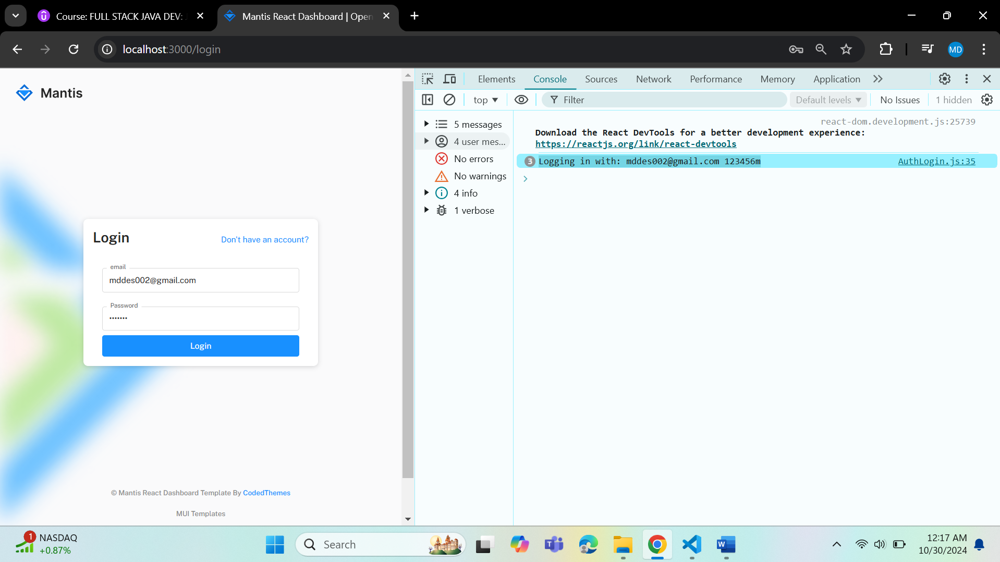 Course: FULL STACK JAVA DEV: J
Mantis React Dashboard | Open
localhost:3000/login
MD
Mantis
Login
Don't have an account?
email
mddes002@gmail.com
Password
•••••••
Login
© Mantis React Dashboard Template By CodedThemes
MUI Templates
Elements Console Sources Network Performance Memory Application
top Filter Default levels No Issues 1 hidden
5 messages
4 user mes...
No errors
No warnings
4 info
1 verbose
react-dom.development.js:25739
Download the React DevTools for a better development experience:
https://reactjs.org/link/react-devtools
3 Logging in with: mddes002@gmail.com 123456m AuthLogin.js:35
1 NASDAQ
+0.87%
Search
12:17 AM
10/30/2024